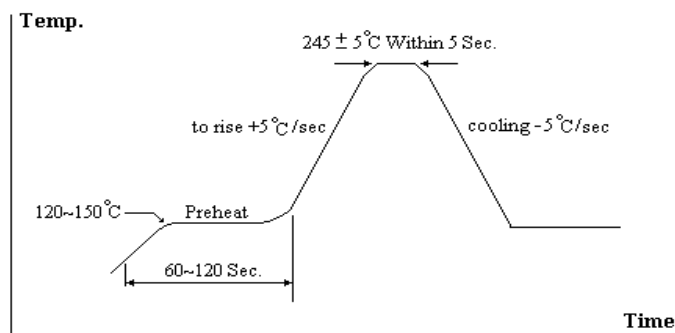 Temp.
245 ± 5°C Within 5 Sec.
to rise +5°C/sec
cooling -5°C/sec
120~150°C
Preheat
60~120 Sec.
Time